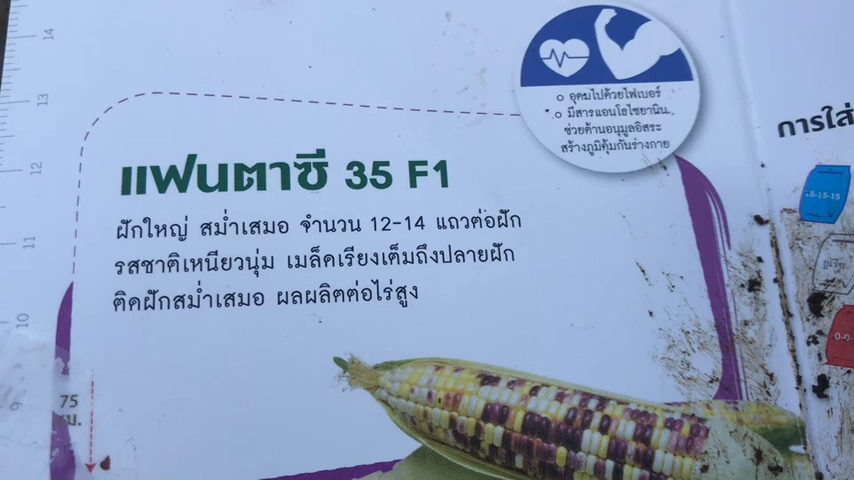 อุดมไปด้วยไฟเบอร์
มีสารแอนโธไซยานิน
ช่วยต้านอนุมูลอิสระ
สร้างภูมิคุ้มกันร่างกาย
แฟนตาซี 35 F1
ฝักใหญ่ สม่ำเสมอ จำนวน 12-14 แถวต่อฝัก
รสชาติเหนียวนุ่ม เมล็ดเรียงเต็มถึงปลายฝัก
ติดฝักสม่ำเสมอ ผลผลิตต่อไร่สูง
การใส่
14
13
12
11
10
9
75